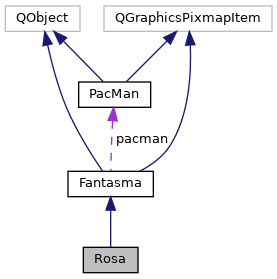 QObject
QGraphicsPixmapItem
PacMan
pacman
Fantasma
Rosa